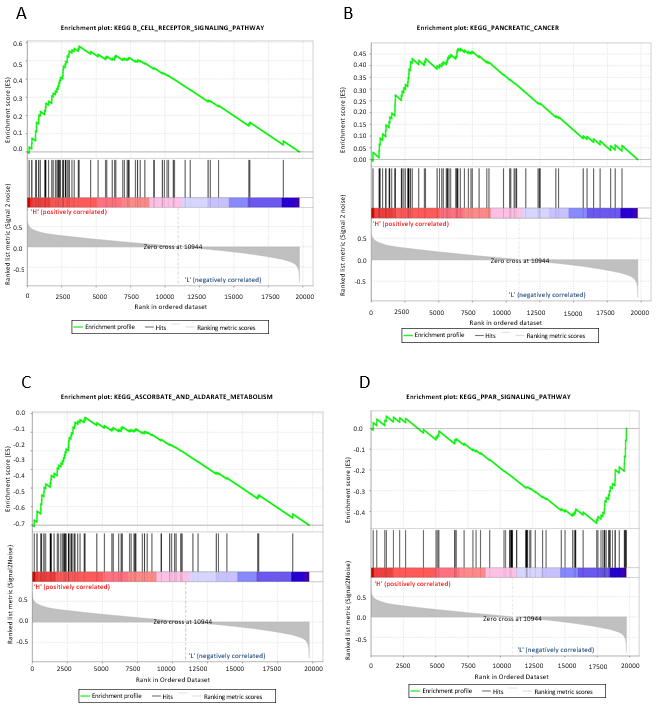 A
Enrichment plot: KEGG B_CELL_RECEPTOR_SIGNALING_PATHWAY
Enrichment score (ES)
0.6
0.5
0.4
0.3
0.2
0.1
0.0
'H' (positively correlated)
Ranked list metric (Signal 2 noise)
0.5
0.0
-0.5
Zero cross at 10944
'L' (negatively correlated)
0 2500 5000 7500 10000 12500 15000 17500 20000
Rank in ordered dataset
Enrichment profile Hits Ranking metric scores
B
Enrichment plot: KEGG_PANCREATIC_CANCER
Enrichment score (ES)
0.45
0.40
0.35
0.30
0.25
0.20
0.15
0.10
0.05
0.00
'H' (positively correlated)
Ranked list metric (Signal 2 noise)
0.5
0.0
-0.5
Zero cross at 10944
'L' (negatively correlated)
0 2500 5000 7500 10000 12500 15000 17500 20000
Rank in ordered dataset
Enrichment profile Hits Ranking metric scores
C
Enrichment plot: KEGG_ASCORBATE_AND_ALDARATE_METABOLISM
Enrichment score (ES)
0.0
-0.1
-0.2
-0.3
-0.4
-0.5
-0.6
-0.7
'H' (positively correlated)
Ranked list metric (Signal2Noise)
0.5
0.0
-0.5
Zero cross at 10944
'L' (negatively correlated)
0 2500 5000 7500 10000 12500 15000 17500 20000
Rank in Ordered Dataset
Enrichment profile Hits Ranking metric scores
D
Enrichment plot: KEGG_PPAR_SIGNALING_PATHWAY
Enrichment score (ES)
0.0
-0.1
-0.2
-0.3
-0.4
'H' (positively correlated)
Ranked list metric (Signal2Noise)
0.5
0.0
-0.5
Zero cross at 10944
'L' (negatively correlated)
0 2500 5000 7500 10000 12500 15000 17500 20000
Rank in Ordered Dataset
Enrichment profile Hits Ranking metric scores